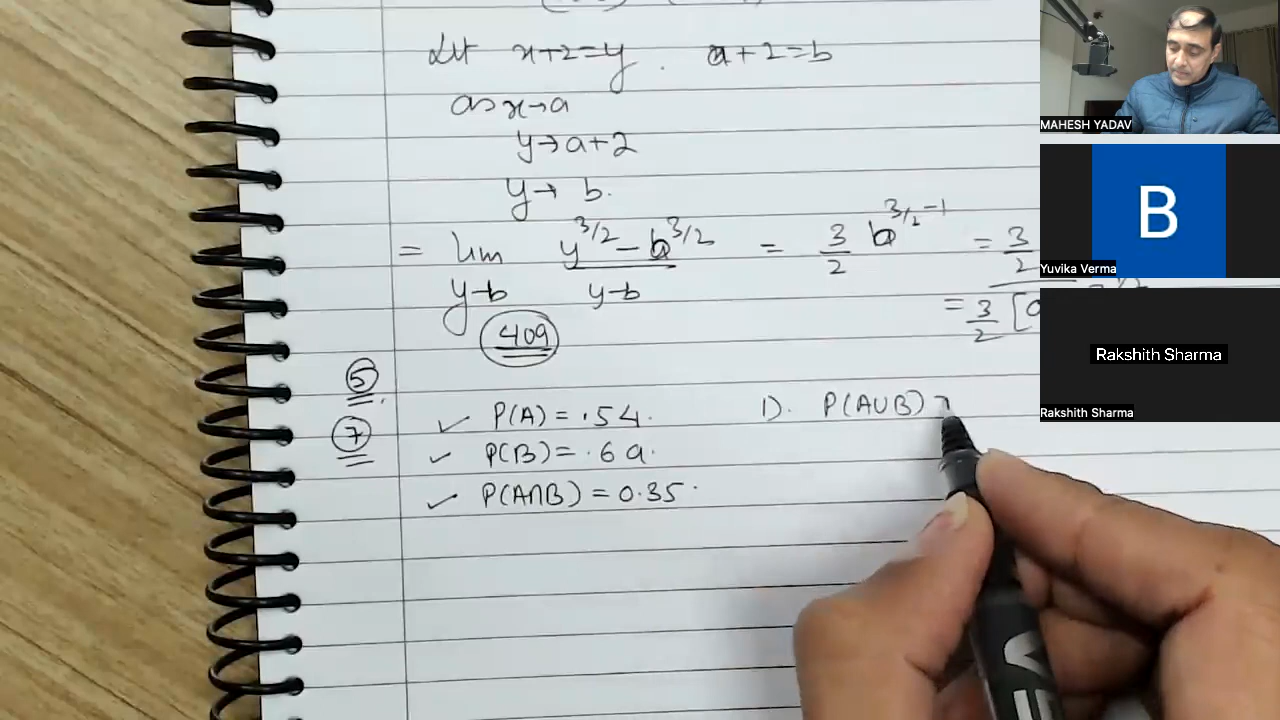 Let x+2=y. a+2=b
as x→a
y→a+2
y→ b.
= lim y^3/2 - b^3/2 = 3/2 b^3/2-1 = 3/2
y-b y-b
= 3/2 [a
409
5
7
P(A) = .54.
P(B) = .69.
P(A∩B) = 0.35.
1). P(A∪B) =
MAHESH YADAV
B
Yuvika Verma
Rakshith Sharma
Rakshith Sharma